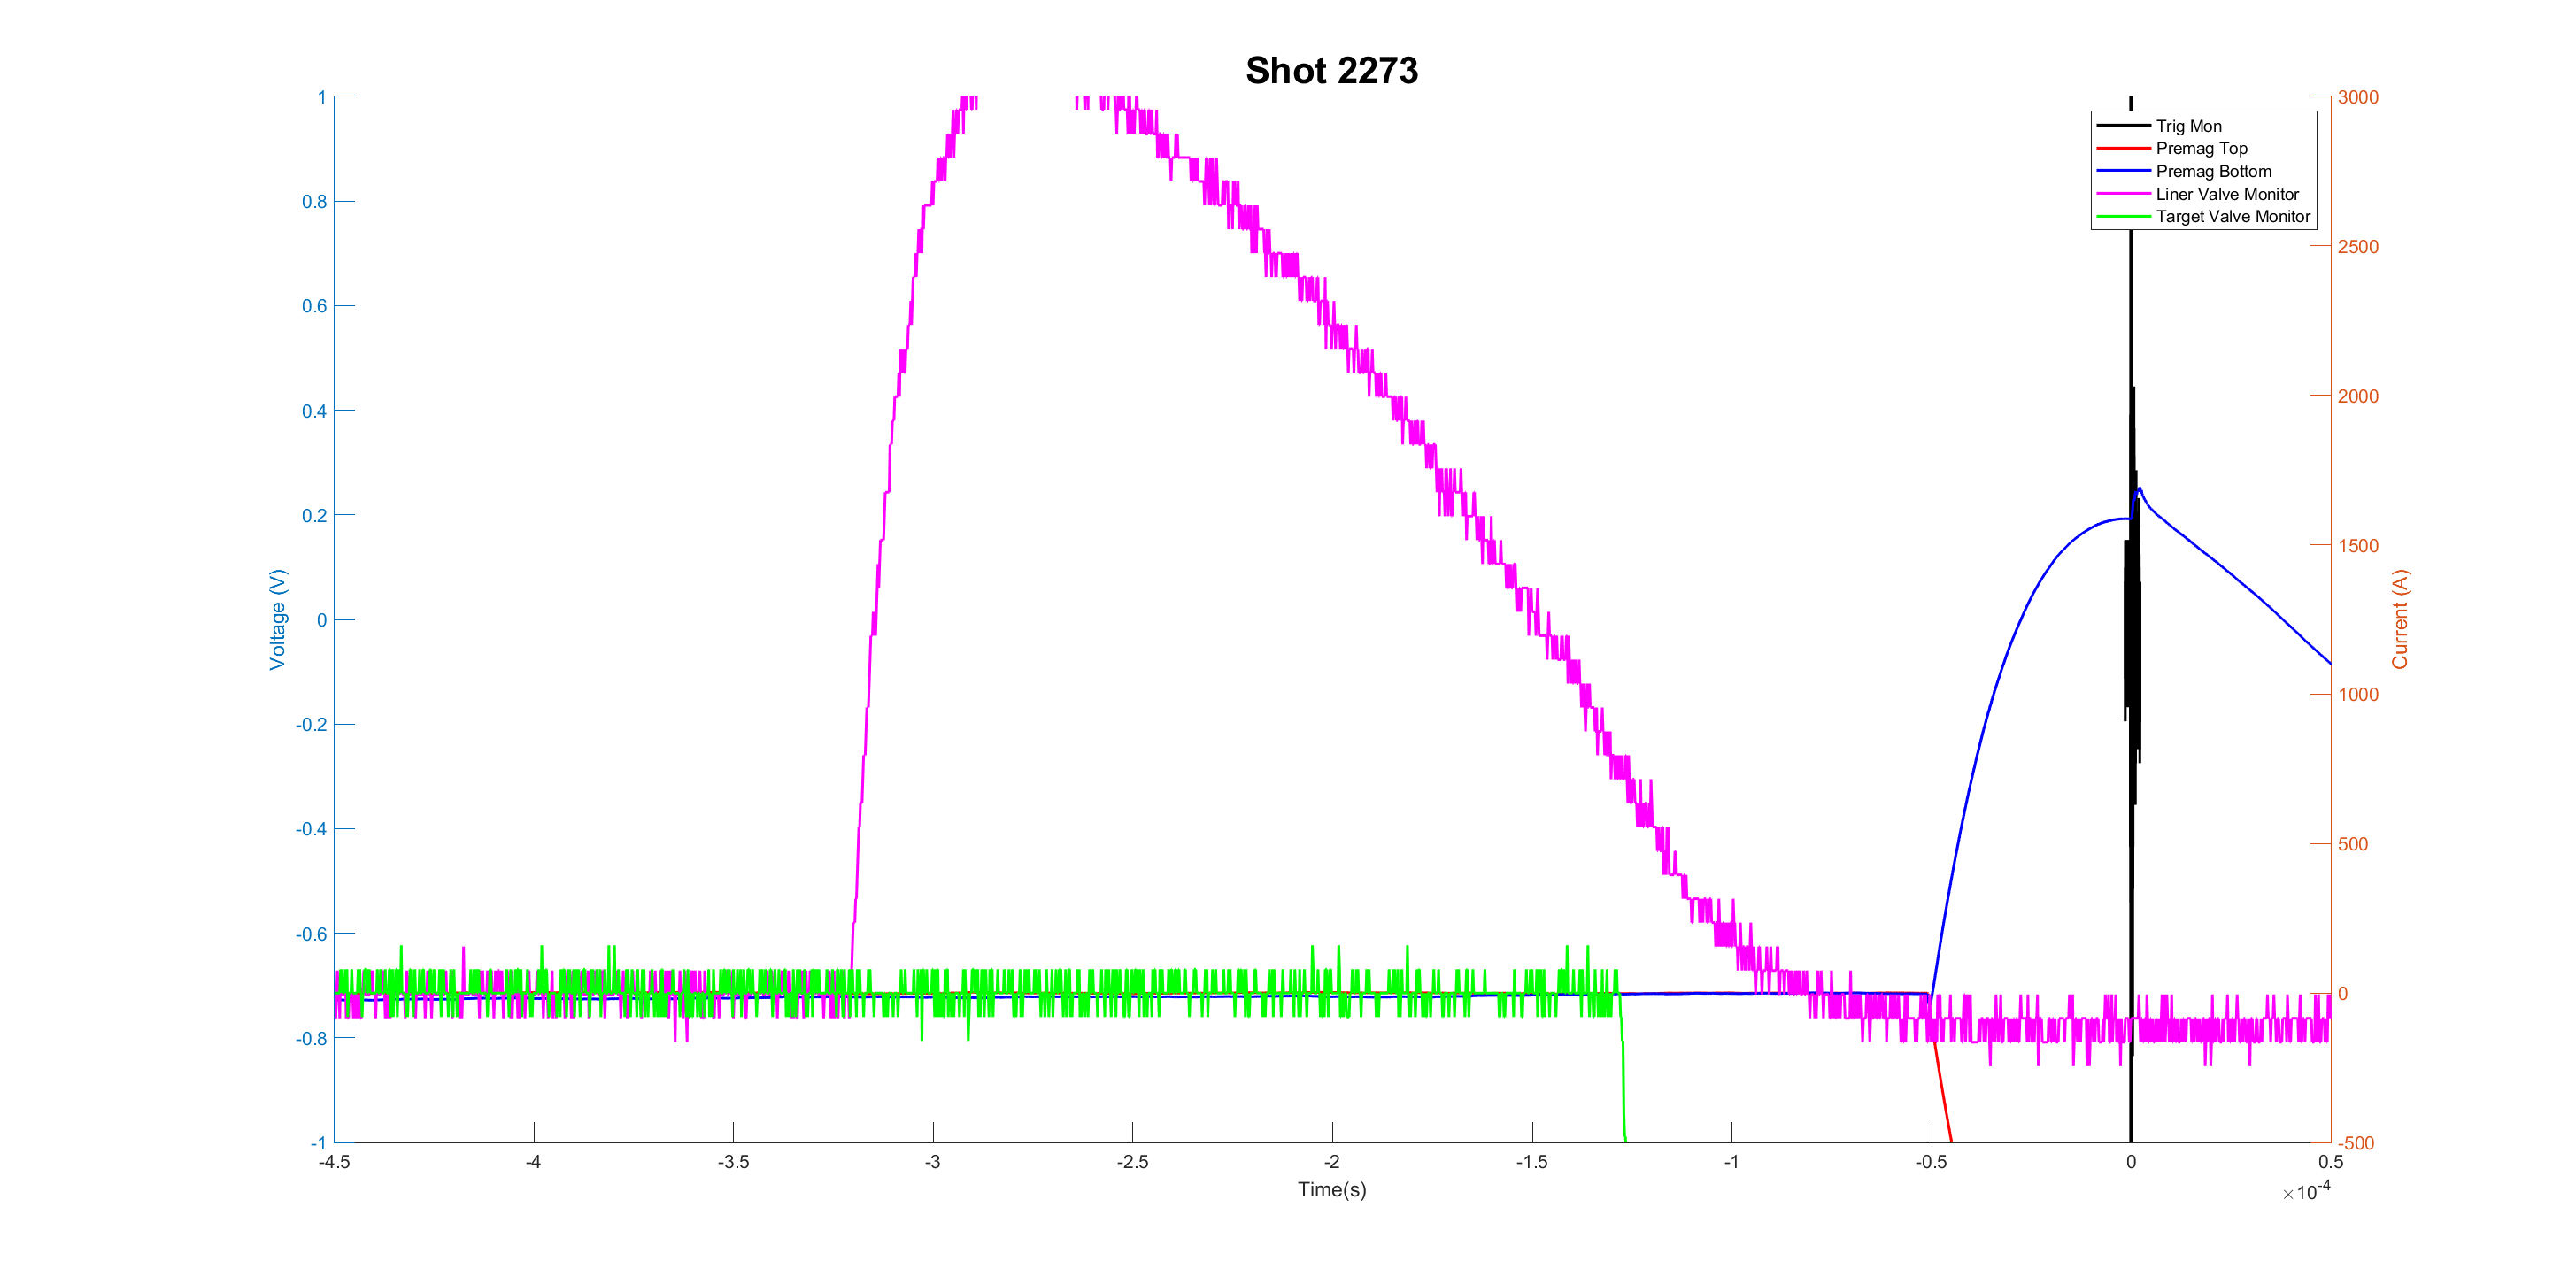 Shot 2273
1
0.8
0.6
0.4
0.2
0
-0.2
-0.4
-0.6
-0.8
-1
Voltage (V)
3000
2500
2000
1500
1000
500
0
-500
Current (A)
Trig Mon
Premag Top
Premag Bottom
Liner Valve Monitor
Target Valve Monitor
-4.5 -4 -3.5 -3 -2.5 -2 -1.5 -1 -0.5 0 0.5
Time(s)
×10-4